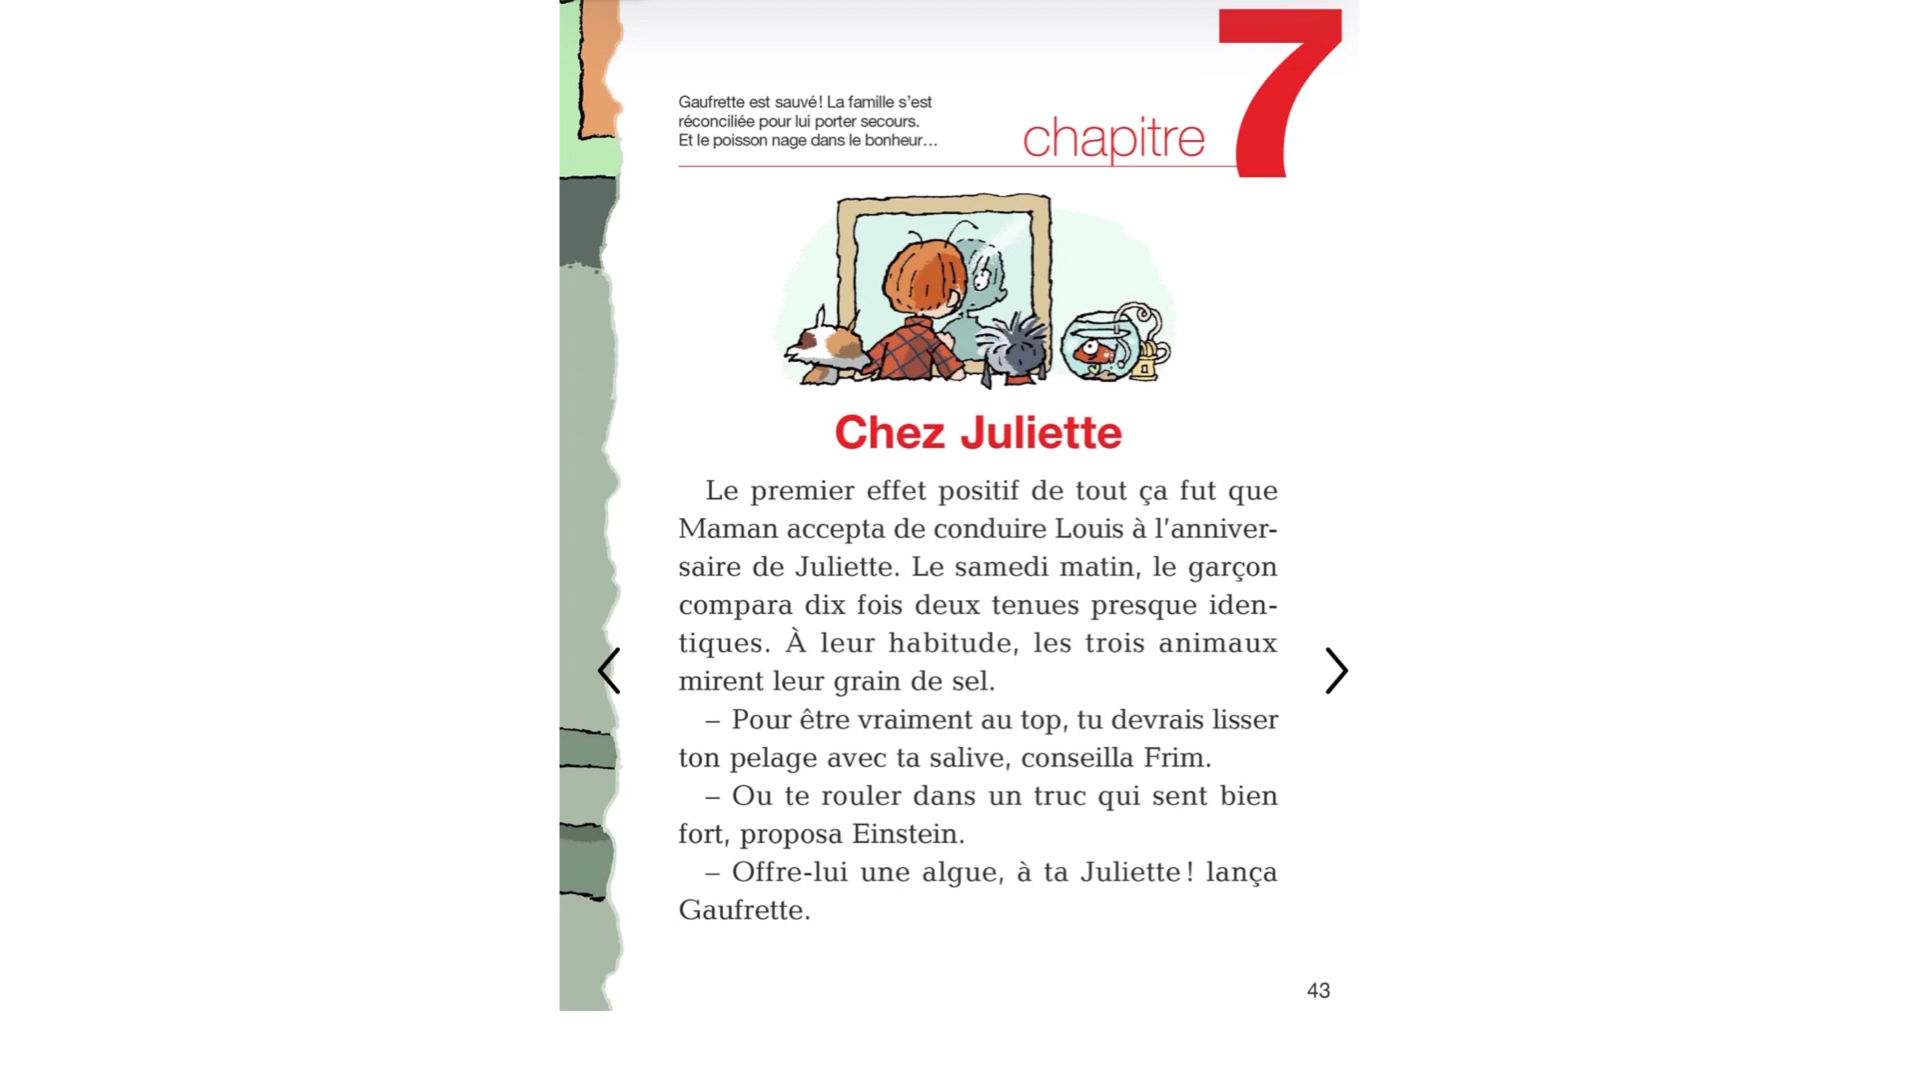 Gaufrette est sauvé ! La famille s’est
réconciliée pour lui porter secours.
Et le poisson nage dans le bonheur…
chapitre 7
Chez Juliette
Le premier effet positif de tout ça fut que
Maman accepta de conduire Louis à l’anniver-
saire de Juliette. Le samedi matin, le garçon
compara dix fois deux tenues presque iden-
tiques. À leur habitude, les trois animaux
mirent leur grain de sel.
– Pour être vraiment au top, tu devrais lisser
ton pelage avec ta salive, conseilla Frim.
– Ou te rouler dans un truc qui sent bien
fort, proposa Einstein.
– Offre-lui une algue, à ta Juliette ! lança
Gaufrette.
43